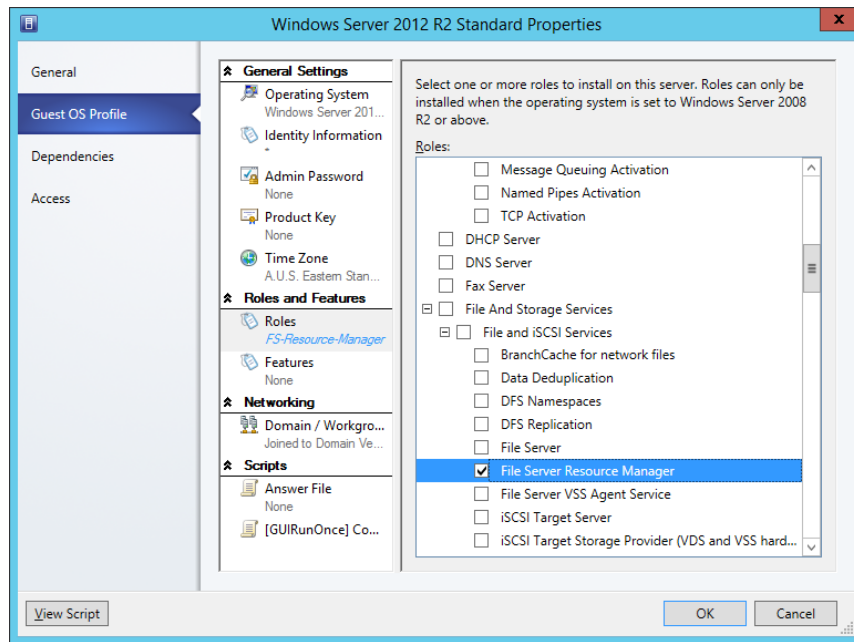 Windows Server 2012 R2 Standard Properties
x
General
Guest OS Profile
Dependencies
Access
General Settings
Operating System
Windows Server 201...
Identity Information
-
Admin Password
None
Product Key
None
Time Zone
A.U.S. Eastern Stan...
Roles and Features
Roles
FS-Resource-Manager
Features
None
Networking
Domain / Workgro...
Joined to Domain Ve...
Scripts
Answer File
None
[GUIRunOnce] Co...
Select one or more roles to install on this server. Roles can only be
installed when the operating system is set to Windows Server 2008
R2 or above.
Roles:
Message Queuing Activation
Named Pipes Activation
TCP Activation
DHCP Server
DNS Server
Fax Server
File And Storage Services
File and iSCSI Services
BranchCache for network files
Data Deduplication
DFS Namespaces
DFS Replication
File Server
File Server Resource Manager
File Server VSS Agent Service
iSCSI Target Server
iSCSI Target Storage Provider (VDS and VSS hard...
View Script
OK
Cancel